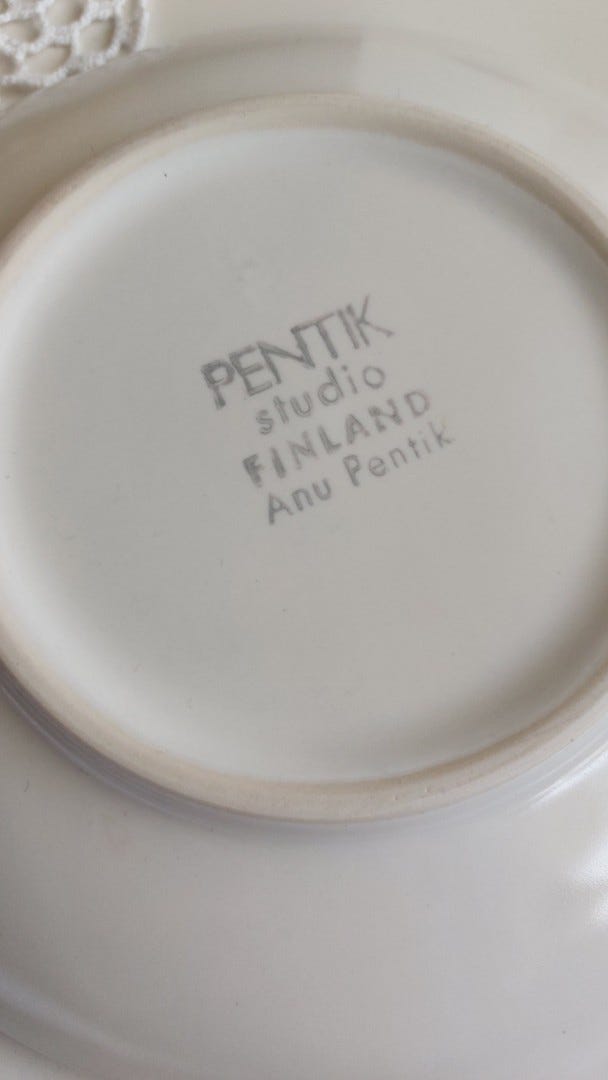 PENTIK
studio
FINLAND
Anu Pentik